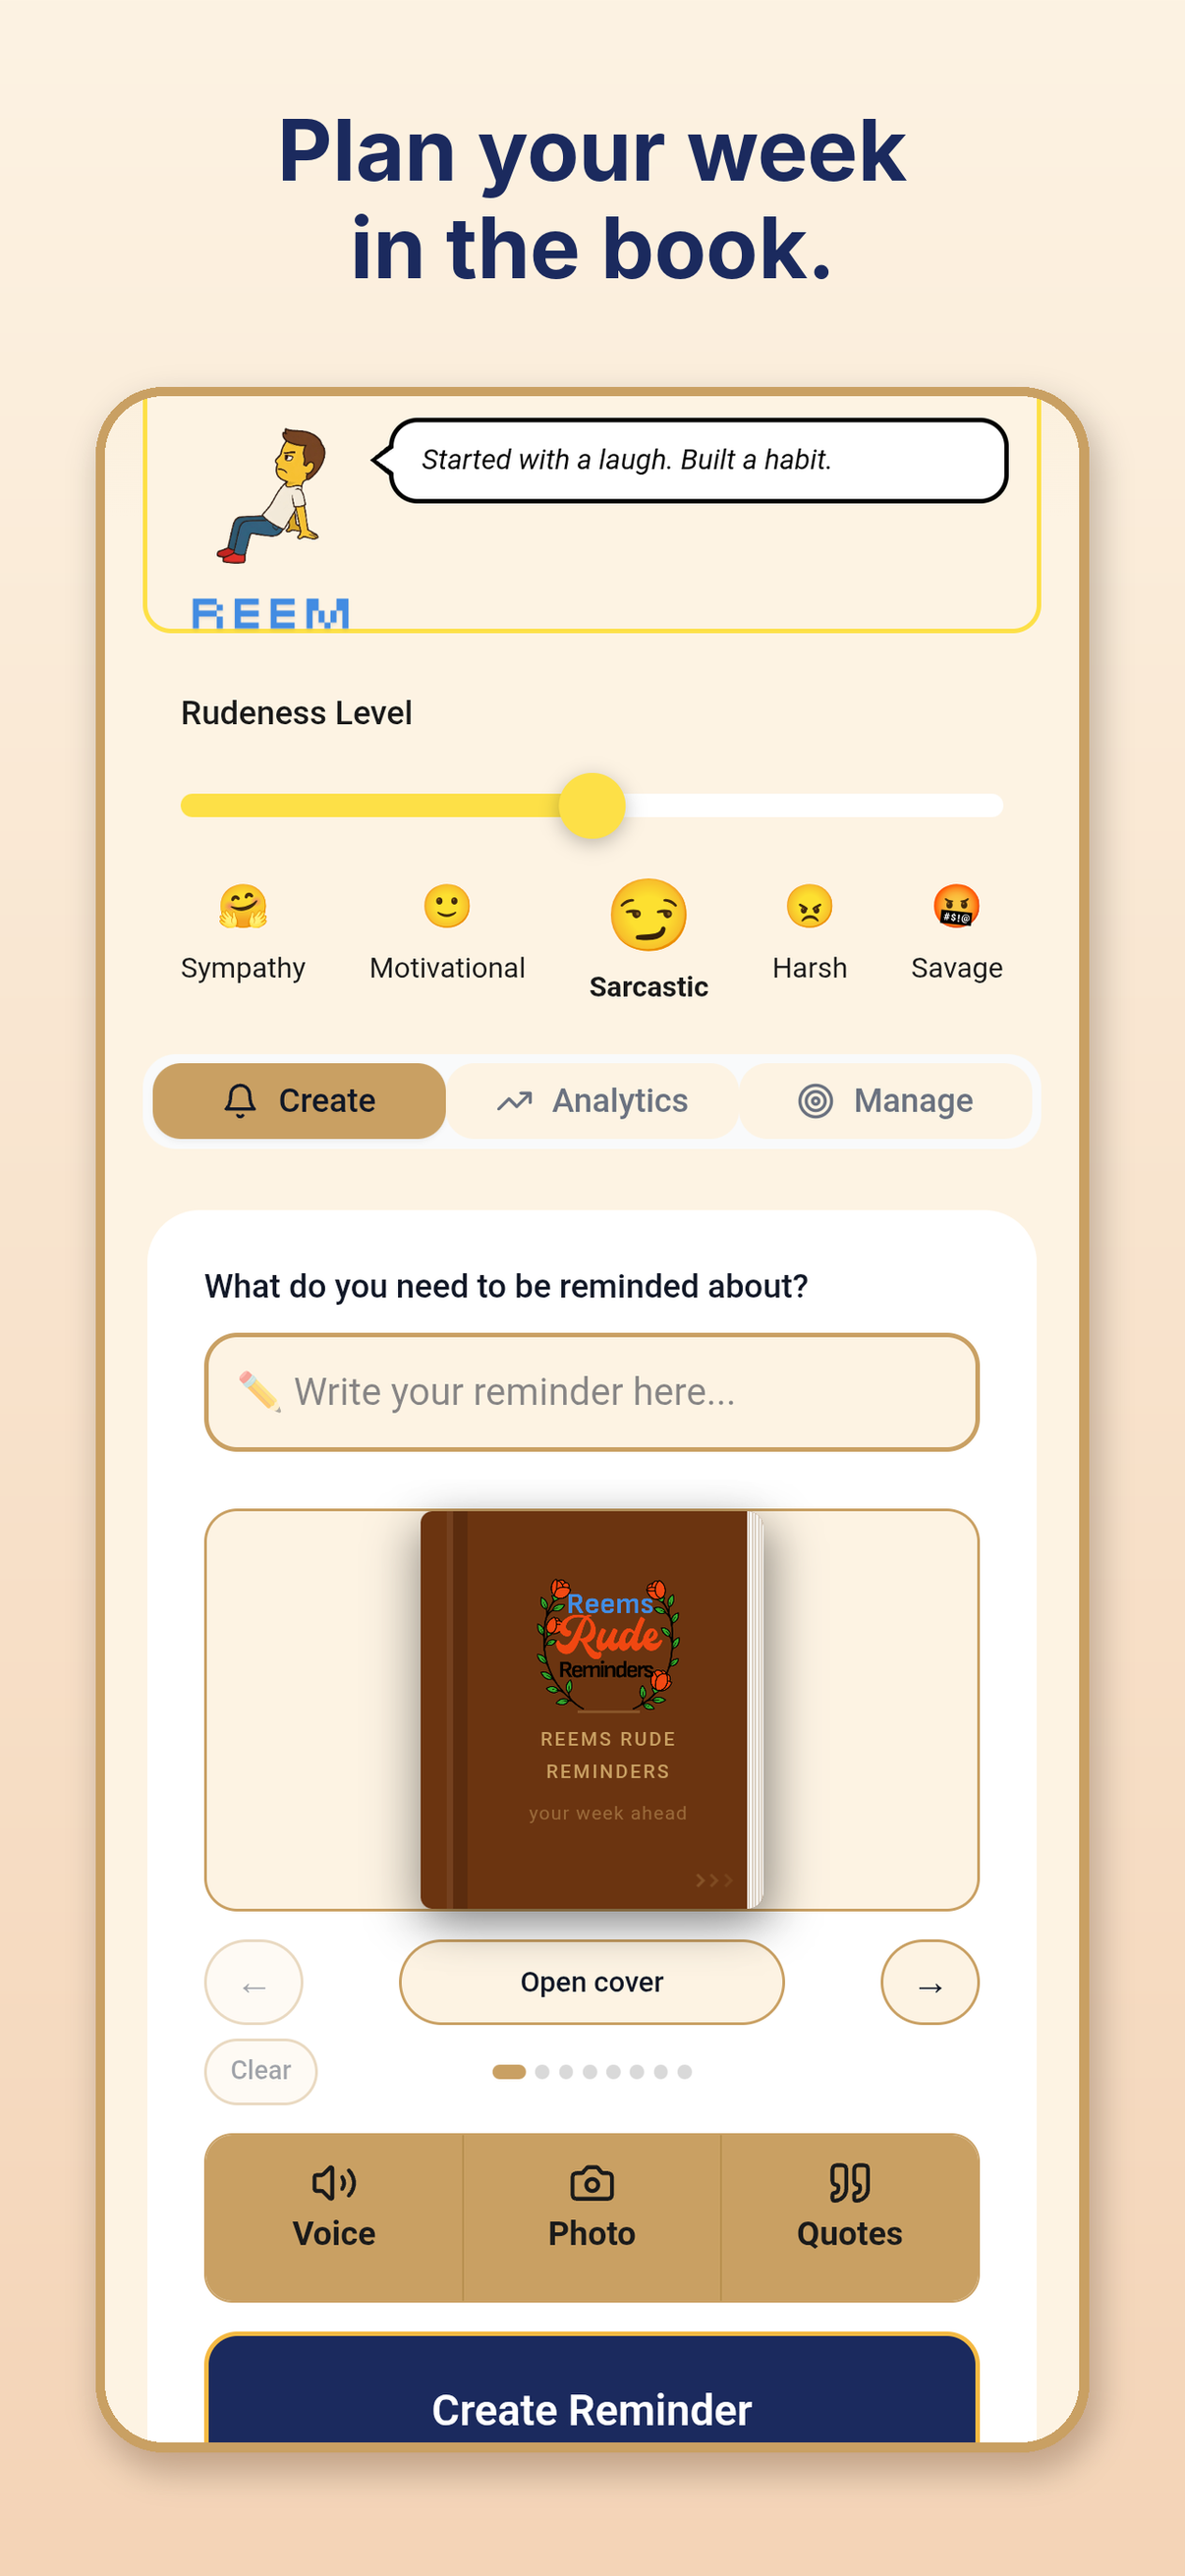 Plan your week
in the book.
Started with a laugh. Built a habit.
REEM
Rudeness Level
Sympathy
Motivational
Sarcastic
Harsh
Savage
Create
Analytics
Manage
What do you need to be reminded about?
Write your reminder here...
Reems
Rude
Reminders
REEMS RUDE
REMINDERS
your week ahead
Open cover
Clear
Voice
Photo
Quotes
Create Reminder